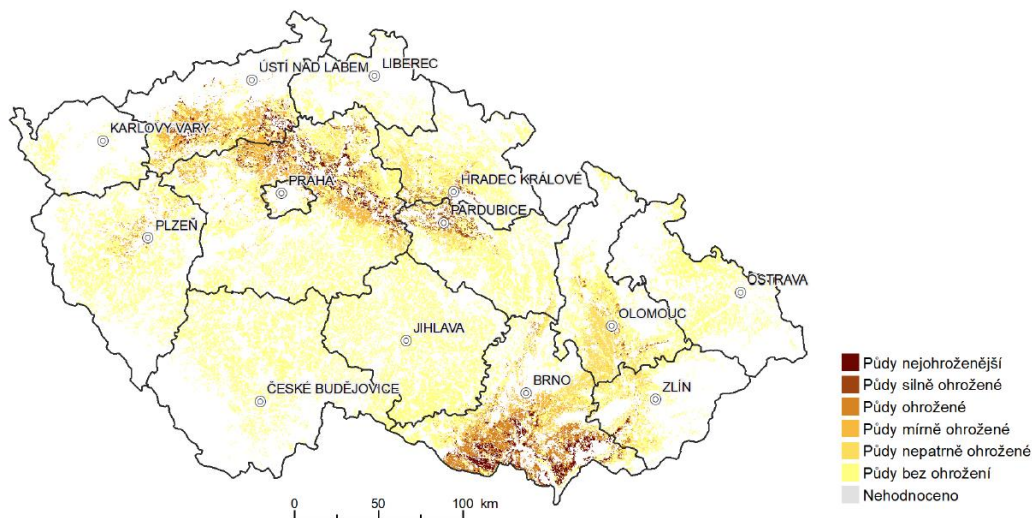 ÚSTÍ NAD LABEM
LIBEREC
KARLOVY VARY
PRAHA
HRADEC KRÁLOVÉ
PARDUBICE
PLZEŇ
OSTRAVA
OLOMOUC
JIHLAVA
ČESKÉ BUDĚJOVICE
BRNO
ZLÍN
Půdy nejohroženější
Půdy silně ohrožené
Půdy ohrožené
Půdy mírně ohrožené
Půdy nepatrně ohrožené
Půdy bez ohrožení
Nehodnoceno
0 50 100 km